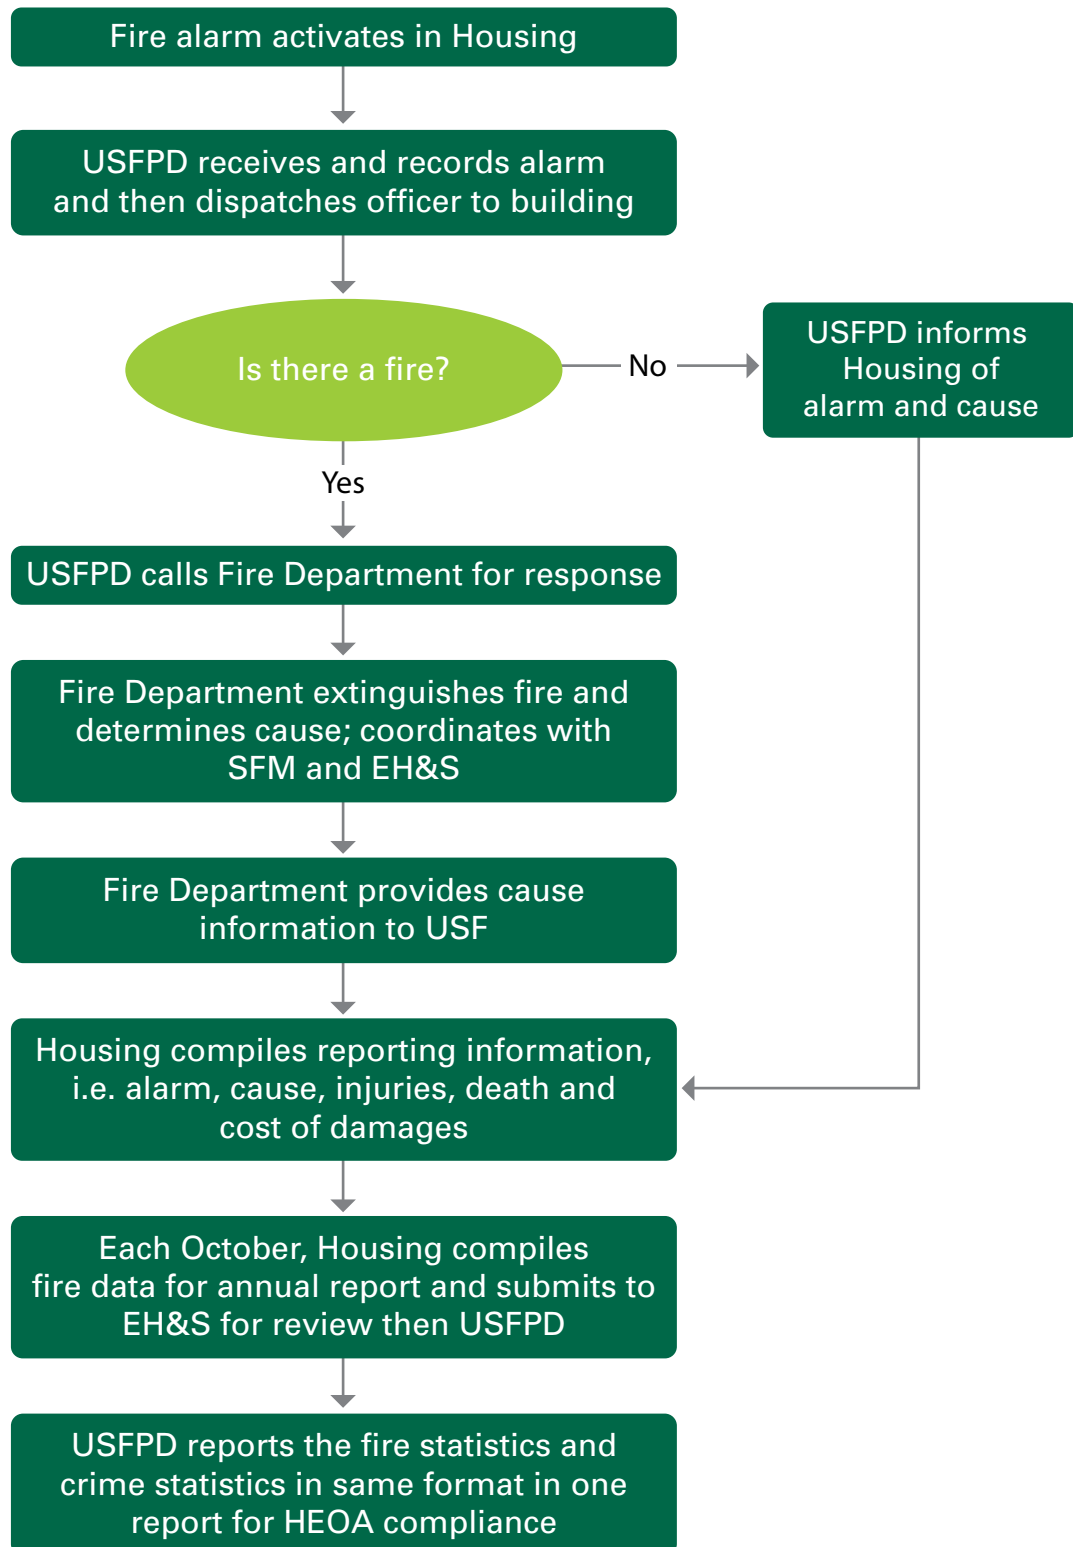 Fire alarm activates in Housing
USFPD receives and records alarm
and then dispatches officer to building
Is there a fire?
No
USFPD informs
Housing of
alarm and cause
Yes
USFPD calls Fire Department for response
Fire Department extinguishes fire and
determines cause; coordinates with
SFM and EH&S
Fire Department provides cause
information to USF
Housing compiles reporting information,
i.e. alarm, cause, injuries, death and
cost of damages
Each October, Housing compiles
fire data for annual report and submits to
EH&S for review then USFPD
USFPD reports the fire statistics and
crime statistics in same format in one
report for HEOA compliance